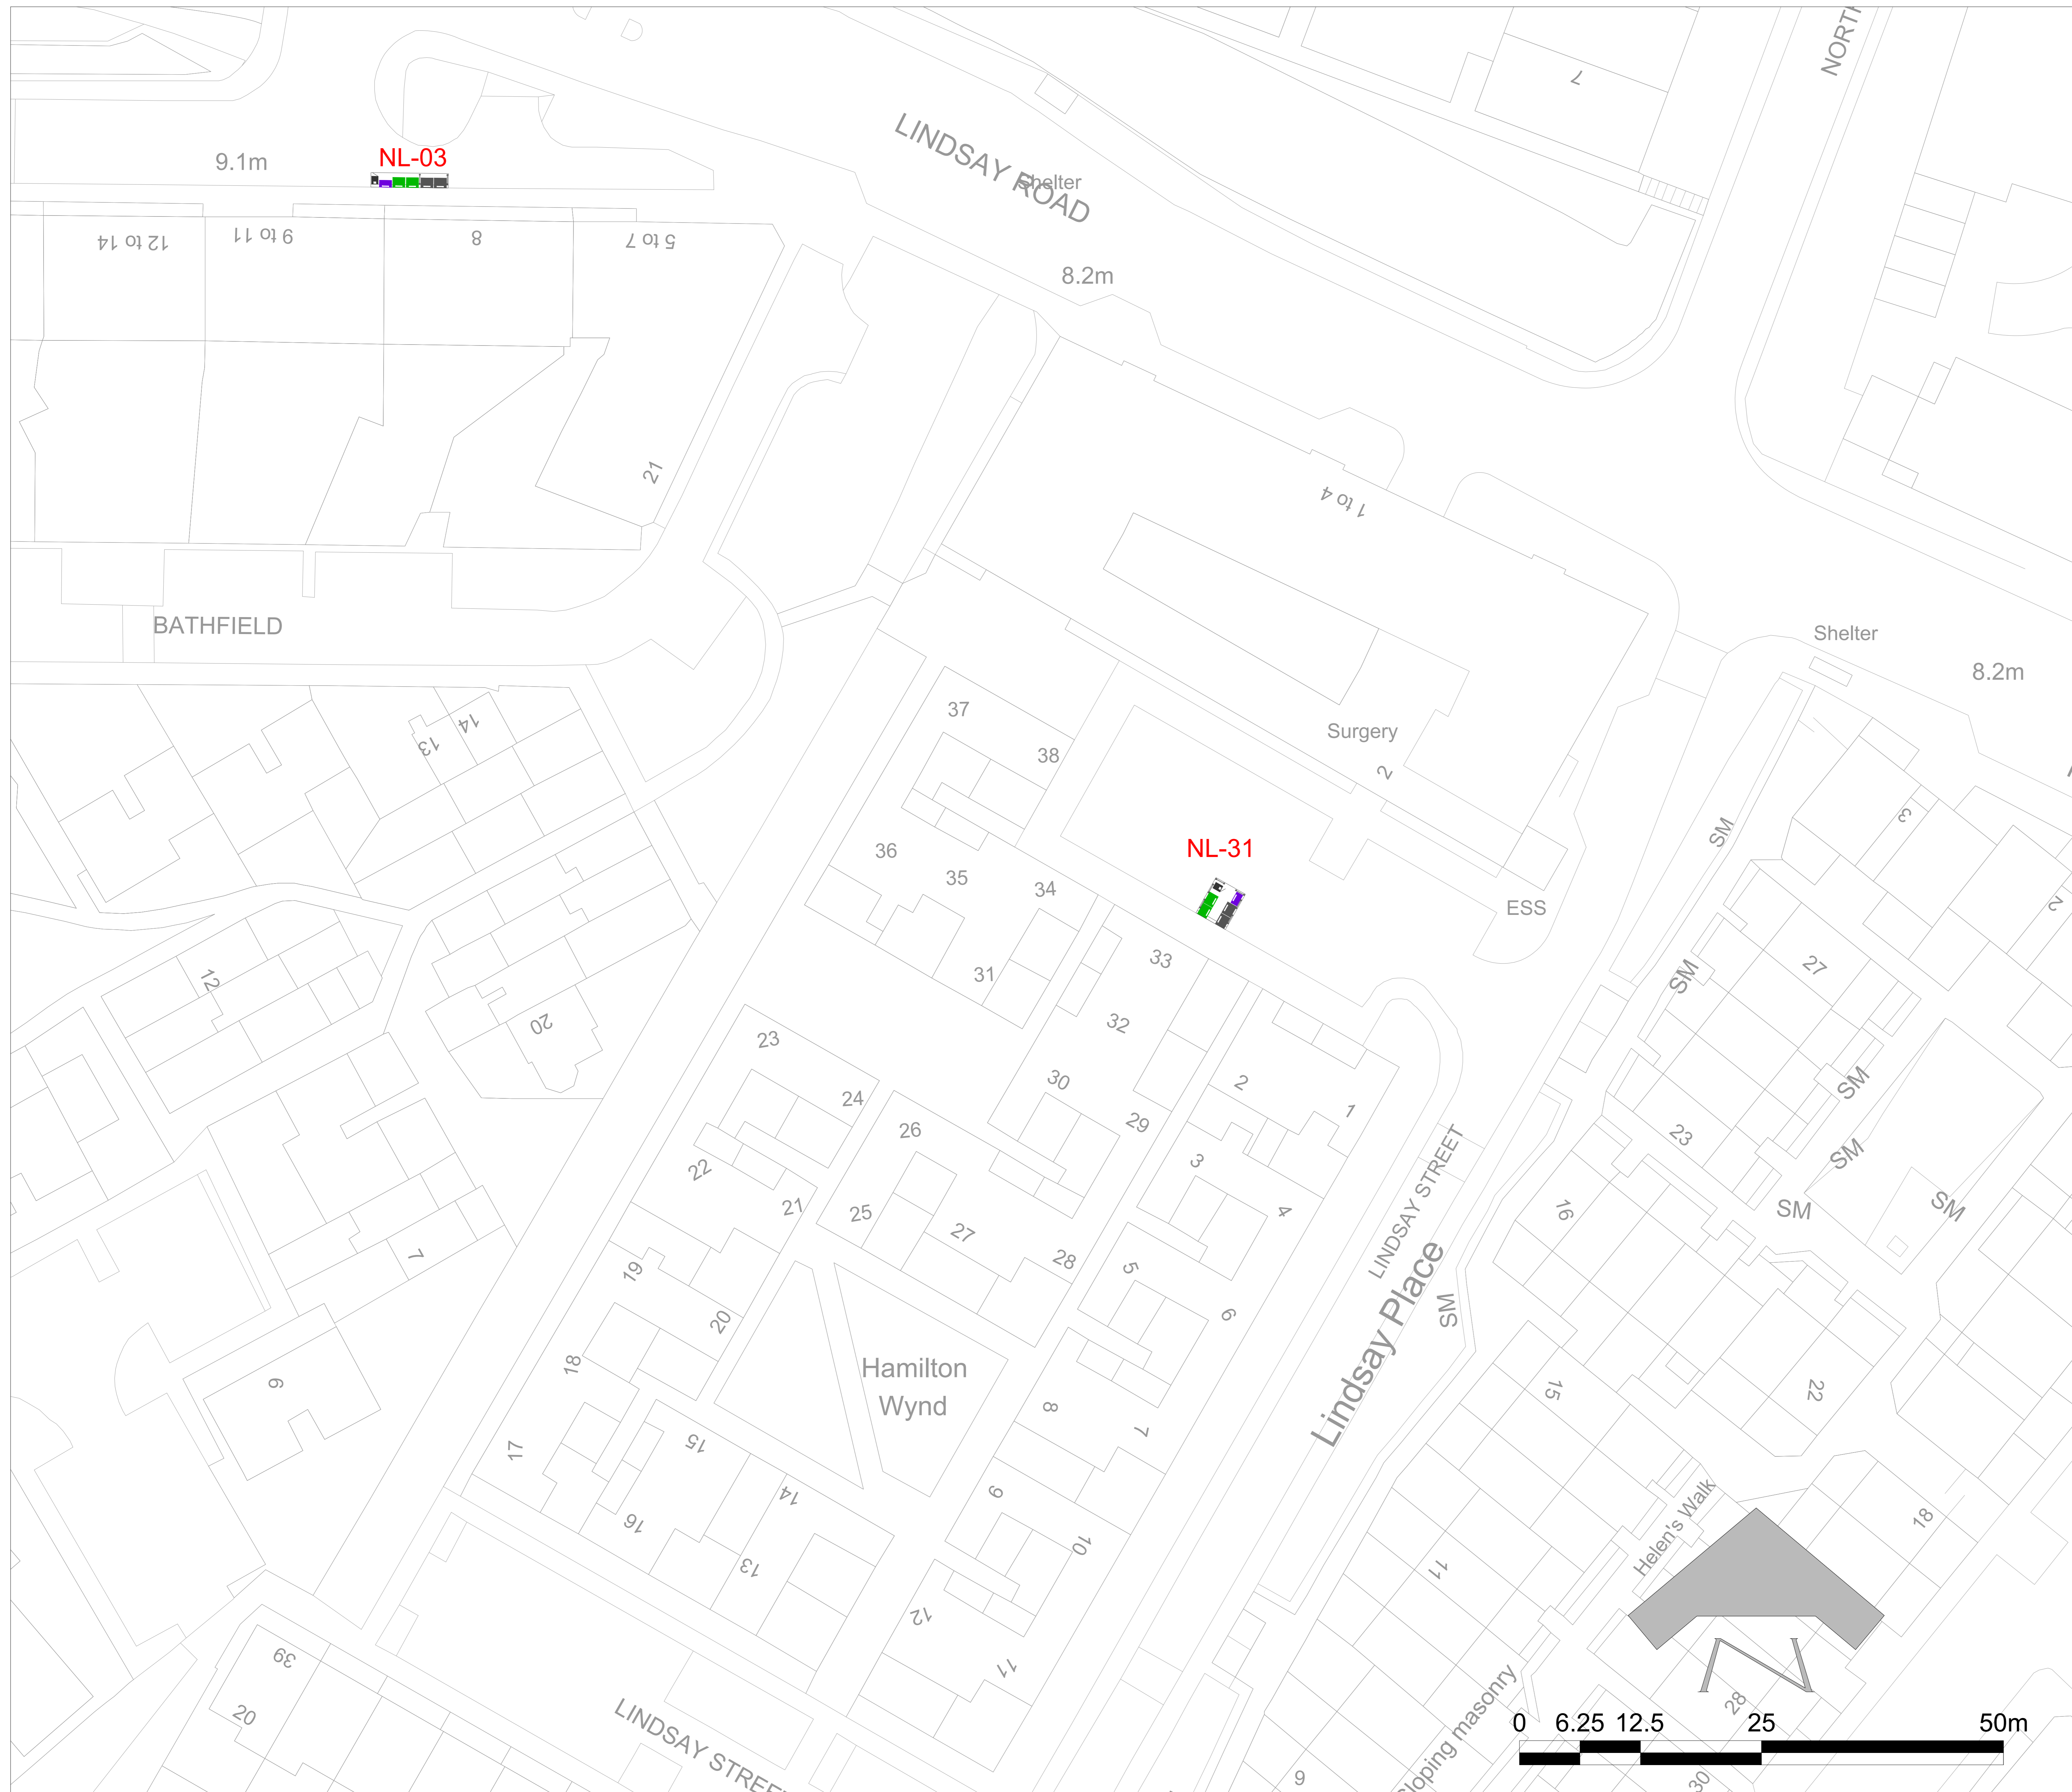 NORTH
7
LINDSAY ROAD
Shelter
9.1m
NL-03
12 to 14
9 to 11
8
5 to 7
8.2m
21
1 to 4
BATHFIELD
Shelter
8.2m
37
38
14
13
Surgery
2
SM
3
NL-31
36
35
34
ESS
2
33
31
SM
27
12
20
32
23
24
30
29
2
1
26
23
SM
SM
SM
SM
22
21
25
27
28
3
4
16
LINDSAY STREET
7
19
20
5
6
Lindsay Place
SM
18
Hamilton
Wynd
8
7
15
22
6
17
15
14
16
13
9
10
Helen's Walk
18
11
12
11
39
20
LINDSAY STREET
Sloping masonry
28
N
0 6.25 12.5 25 50m
9
30